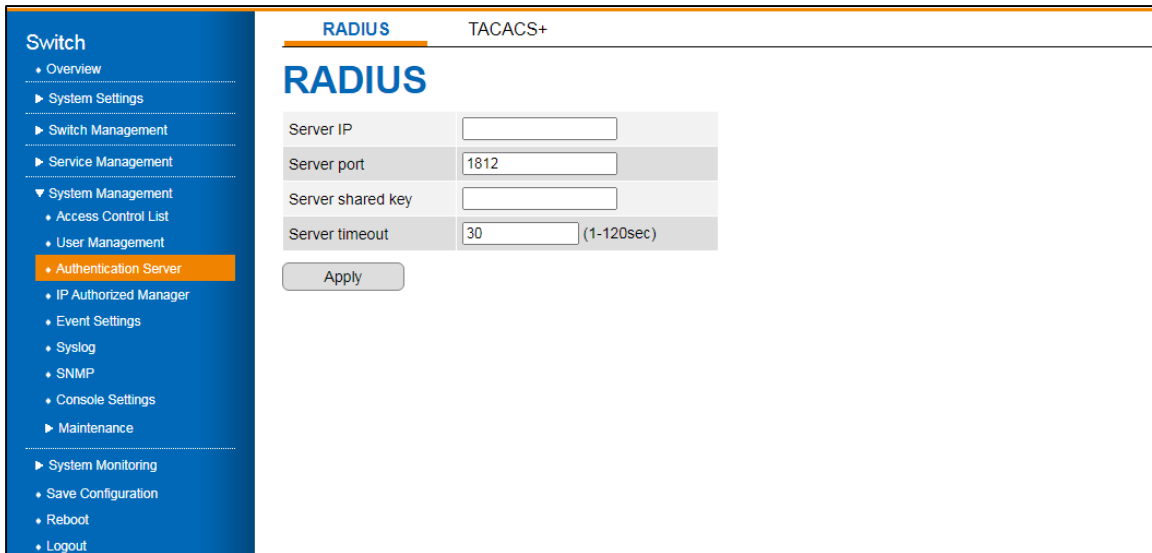 Switch
Overview
System Settings
Switch Management
Service Management
System Management
Access Control List
User Management
Authentication Server
IP Authorized Manager
Event Settings
Syslog
SNMP
Console Settings
Maintenance
System Monitoring
Save Configuration
Reboot
Logout
RADIUS TACACS+
RADIUS
Server IP
Server port 1812
Server shared key
Server timeout 30 (1-120sec)
Apply